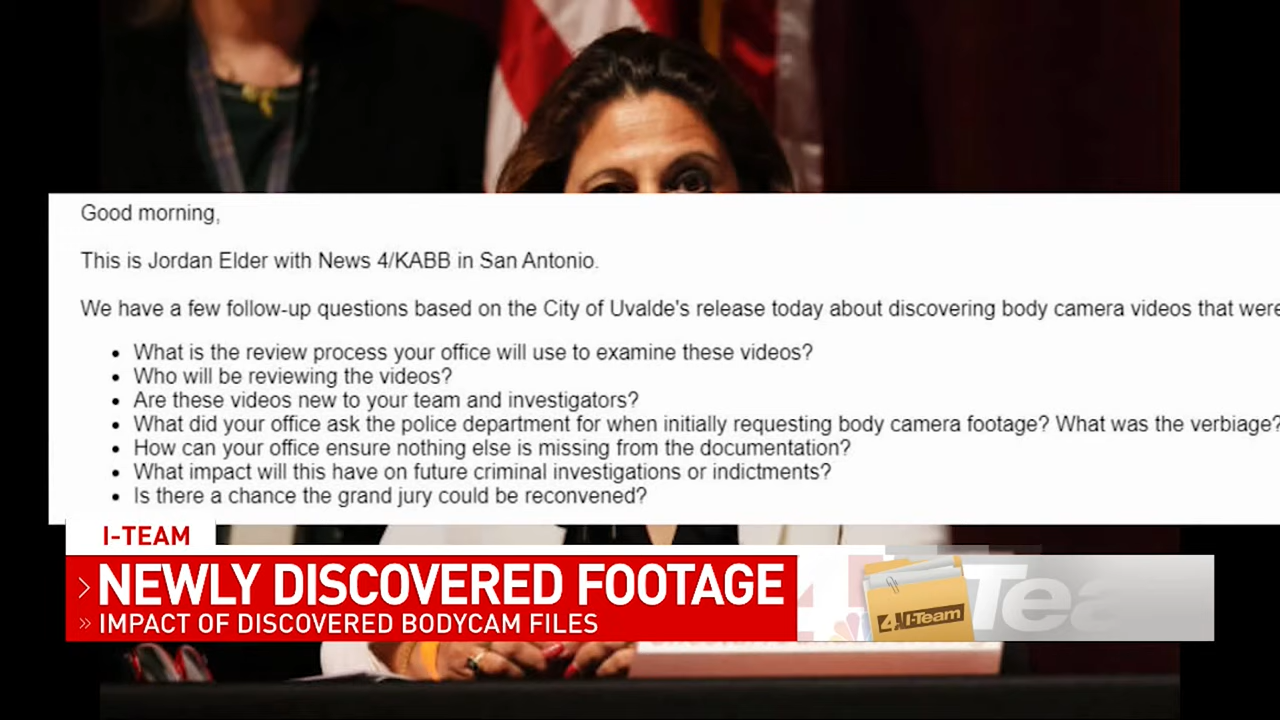 Good morning,
This is Jordan Elder with News 4/KABB in San Antonio.
We have a few follow-up questions based on the City of Uvalde's release today about discovering body camera videos that were
• What is the review process your office will use to examine these videos?
• Who will be reviewing the videos?
• Are these videos new to your team and investigators?
• What did your office ask the police department for when initially requesting body camera footage? What was the verbiage?
• How can your office ensure nothing else is missing from the documentation?
• What impact will this have on future criminal investigations or indictments?
• Is there a chance the grand jury could be reconvened?
I-TEAM
NEWLY DISCOVERED FOOTAGE
IMPACT OF DISCOVERED BODYCAM FILES
4 I-Team